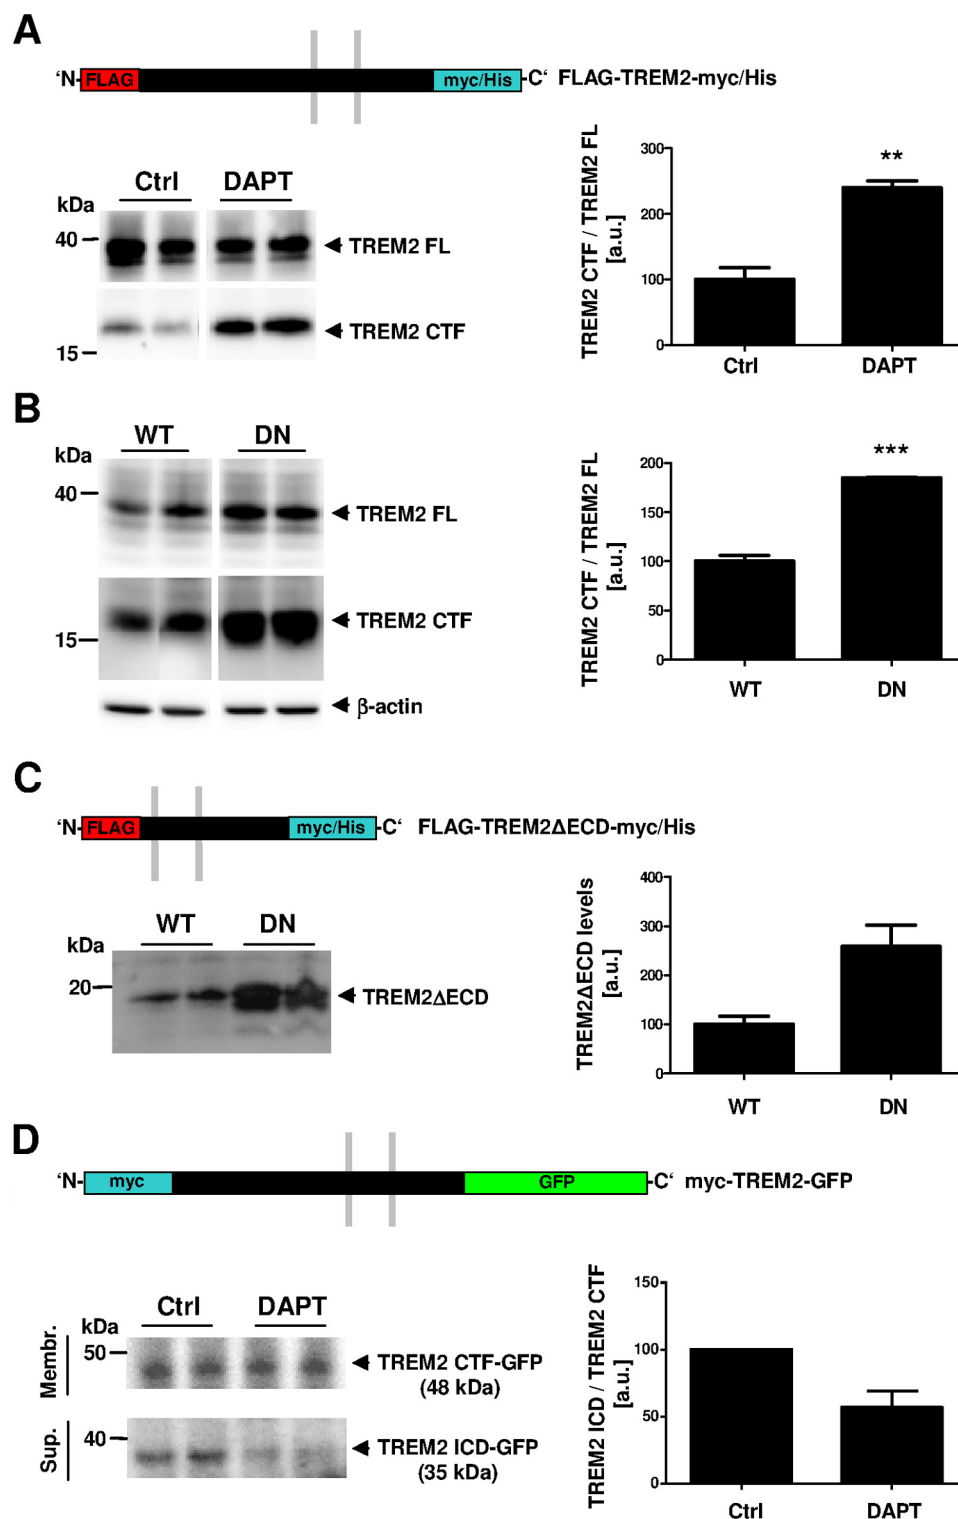 A
‘N- FLAG myc/His -C‘ FLAG-TREM2-myc/His
Ctrl DAPT
kDa
40
TREM2 FL
TREM2 CTF
15
TREM2 CTF / TREM2 FL
[a.u.]
300
200
100
0
**
Ctrl DAPT
B
WT DN
kDa
40
TREM2 FL
TREM2 CTF
15
β-actin
TREM2 CTF / TREM2 FL
[a.u.]
200
150
100
50
0
***
WT DN
C
‘N- FLAG myc/His -C‘ FLAG-TREM2ΔECD-myc/His
WT DN
kDa
20
TREM2ΔECD
TREM2ΔECD levels
[a.u.]
400
300
200
100
0
WT DN
D
‘N- myc GFP -C‘ myc-TREM2-GFP
Ctrl DAPT
kDa
Membr.
50
TREM2 CTF-GFP
(48 kDa)
Sup.
40
TREM2 ICD-GFP
(35 kDa)
TREM2 ICD / TREM2 CTF
[a.u.]
150
100
50
0
Ctrl DAPT